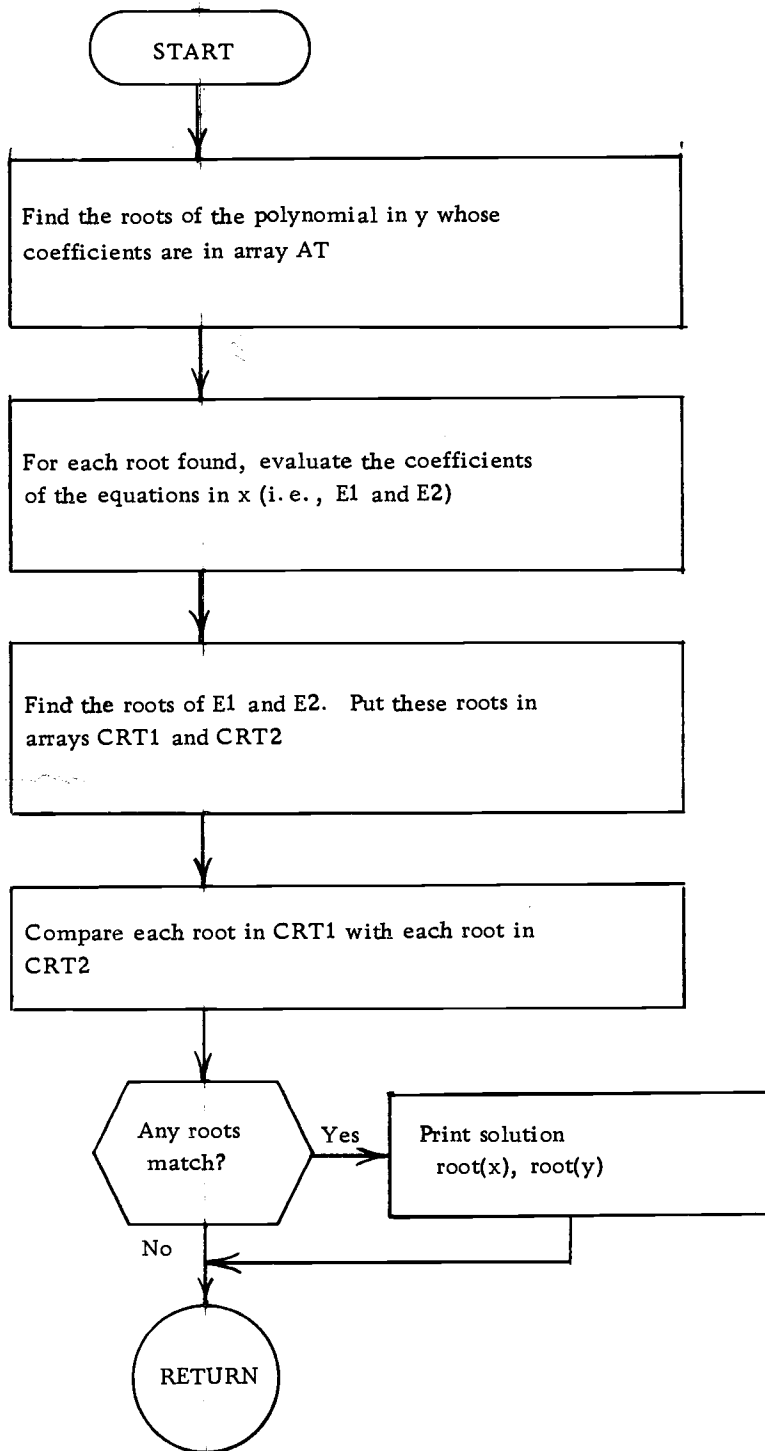 START
Find the roots of the polynomial in y whose
coefficients are in array AT
For each root found, evaluate the coefficients
of the equations in x (i. e., E1 and E2)
Find the roots of E1 and E2. Put these roots in
arrays CRT1 and CRT2
Compare each root in CRT1 with each root in
CRT2
Any roots
match?
Yes
Print solution
root(x), root(y)
No
RETURN